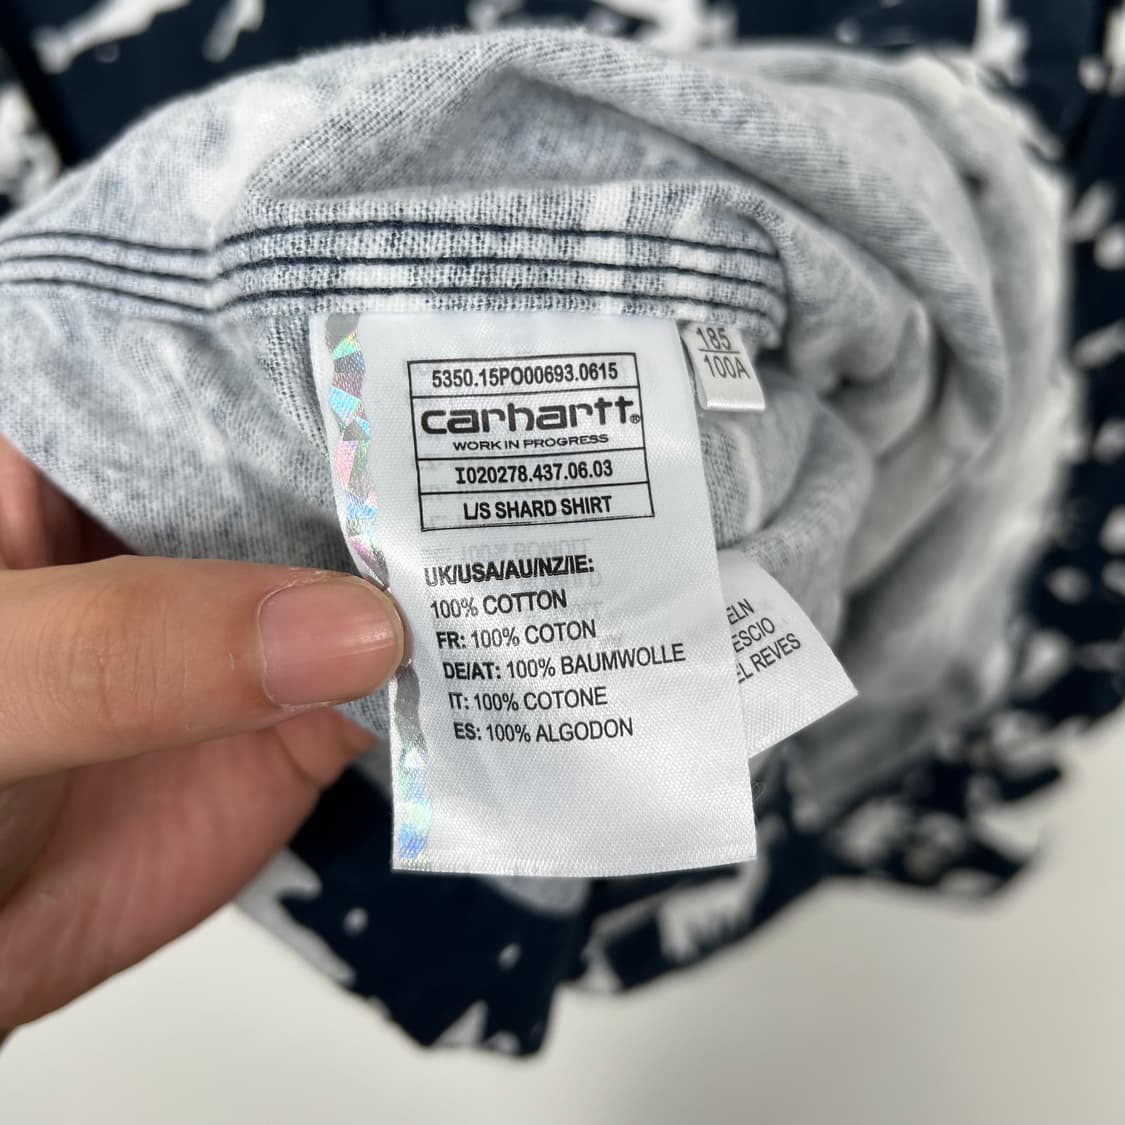 5350.15PO00693.0615
carhartt®
WORK IN PROGRESS
I020278.437.06.03
L/S SHARD SHIRT
UK/USA/AU/NZ/IE:
100% COTTON
FR: 100% COTON
DE/AT: 100% BAUMWOLLE
IT: 100% COTONE
ES: 100% ALGODON
185
100A
ELN
ESCIO
EL REVES